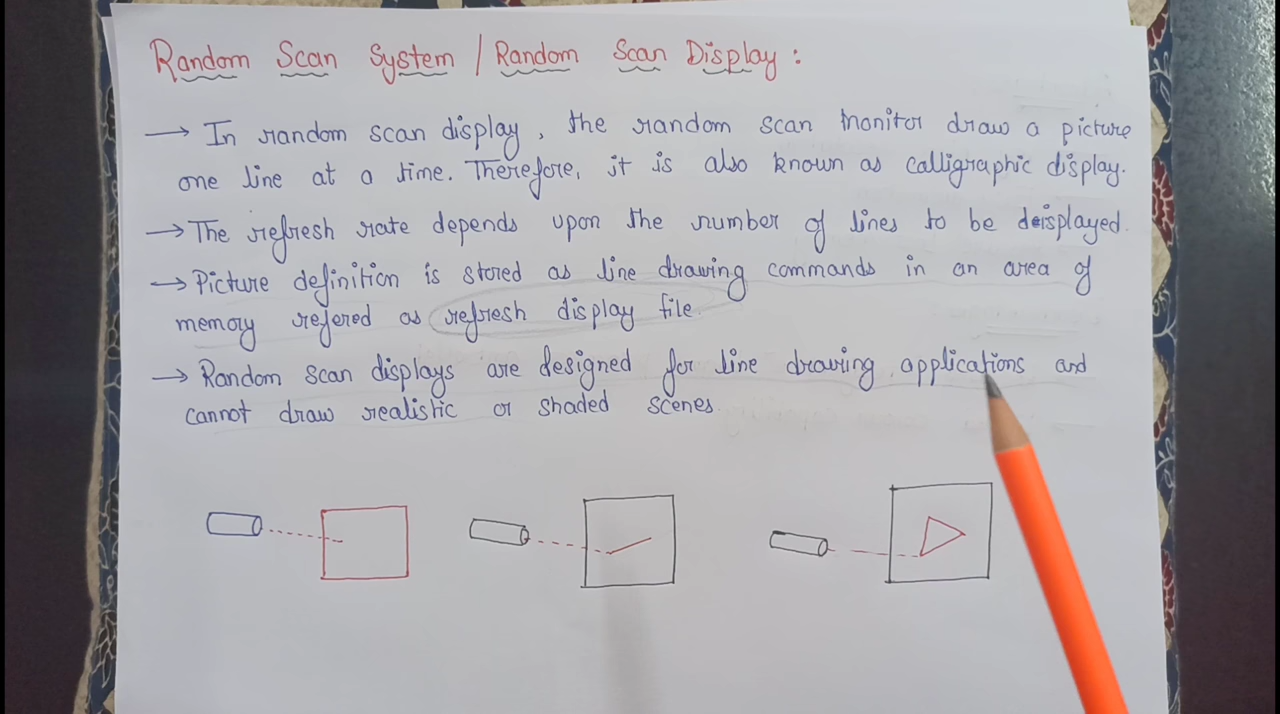 Random Scan System / Random Scan Display :
→ In random scan display, the random scan monitor draw a picture
one line at a time. Therefore, it is also known as calligraphic display.
→ The refresh rate depends upon the number of lines to be displayed.
→ Picture definition is stored as line drawing commands in an area of
memory refered as refresh display file.
→ Random scan displays are designed for line drawing applications and
cannot draw realistic or shaded scenes.